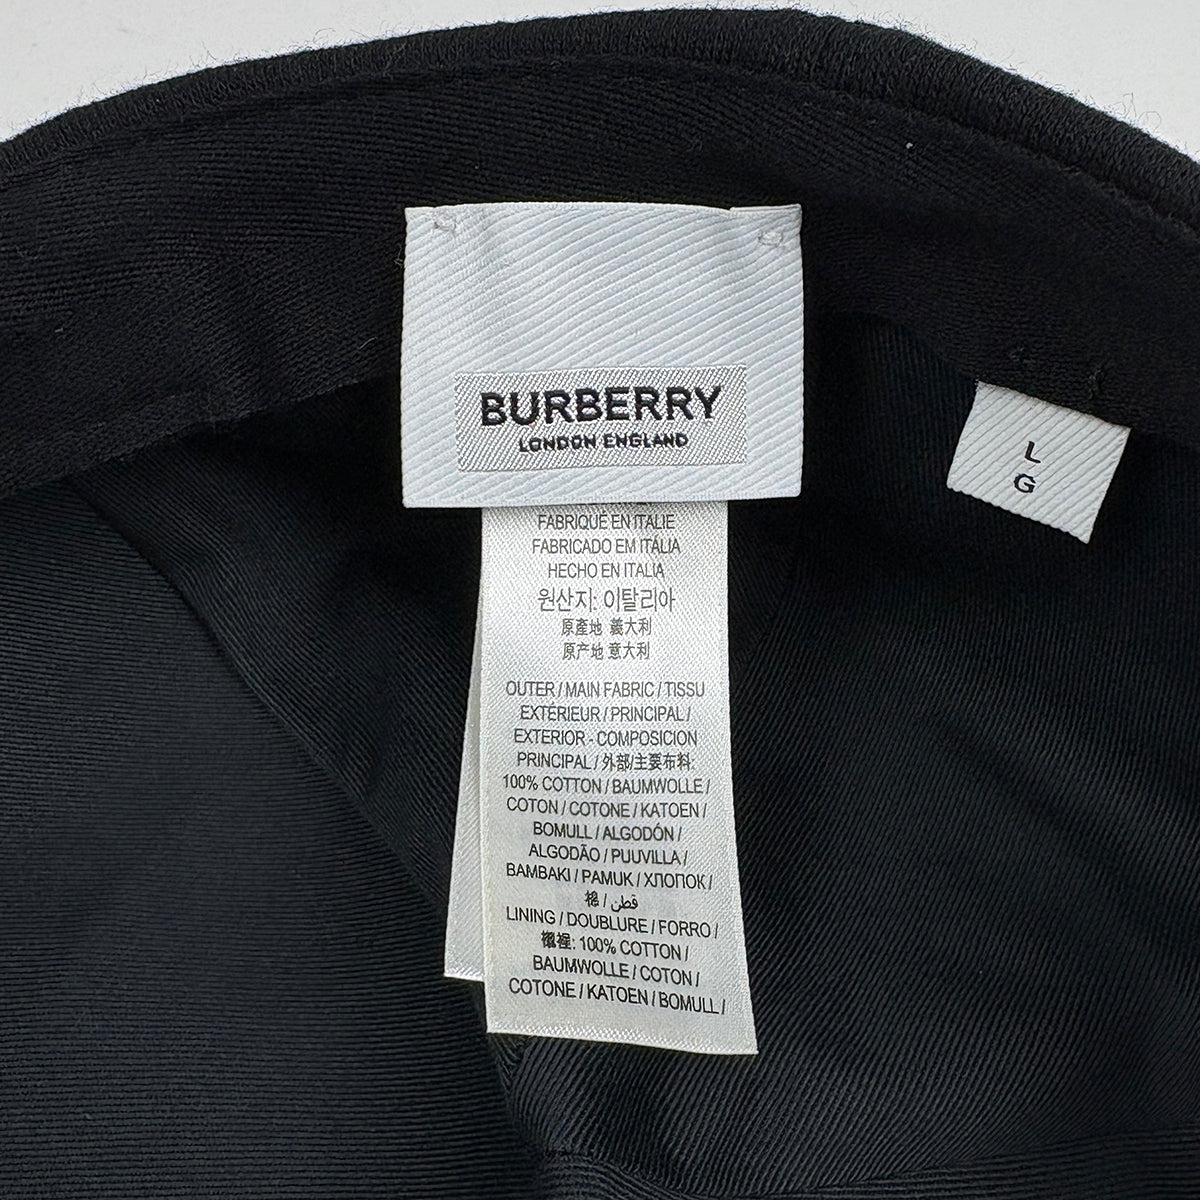 BURBERRY
LONDON ENGLAND
L
G
FABRIQUÉ EN ITALIE
FABRICADO EM ITÁLIA
HECHO EN ITALIA
원산지: 이탈리아
原產地 義大利
原产地 意大利
OUTER / MAIN FABRIC / TISSU
EXTÉRIEUR / PRINCIPAL /
EXTERIOR - COMPOSICION
PRINCIPAL / 外部/主要布料:
100% COTTON / BAUMWOLLE /
COTON / COTONE / KATOEN /
BOMULL / ALGODÓN /
ALGODÃO / PUUVILLA /
BAMBAKI / PAMUK / ХЛОПОК /
قطن /
LINING / DOUBLURE / FORRO /
100% COTTON /
BAUMWOLLE / COTON /
COTONE / KATOEN / BOMULL /